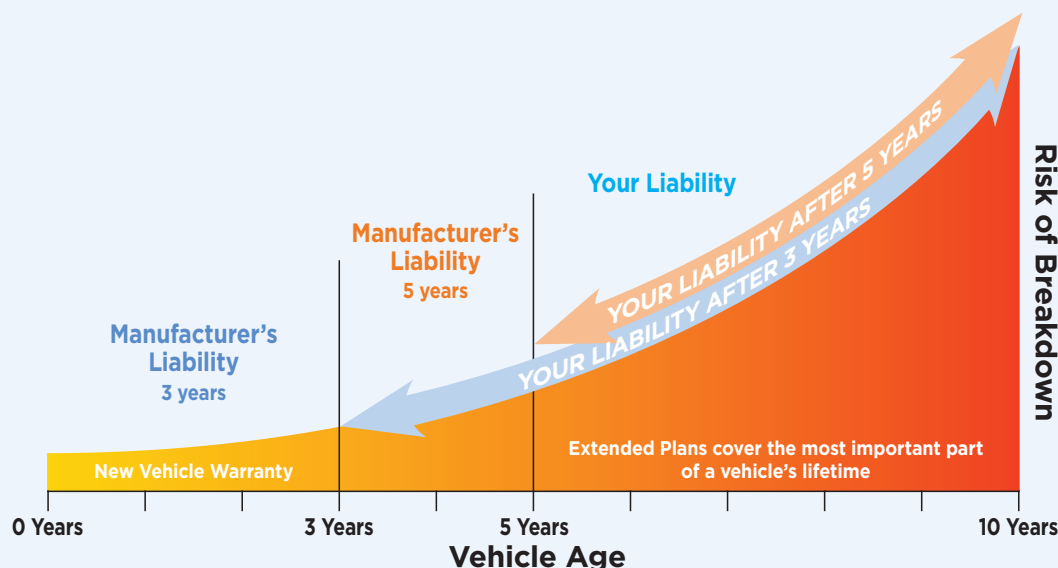 Your Liability
Manufacturer's
Liability
5 years
Manufacturer's
Liability
3 years
YOUR LIABILITY AFTER 5 YEARS
YOUR LIABILITY AFTER 3 YEARS
Risk of Breakdown
New Vehicle Warranty
Extended Plans cover the most important part
of a vehicle's lifetime
0 Years
3 Years
5 Years
10 Years
Vehicle Age